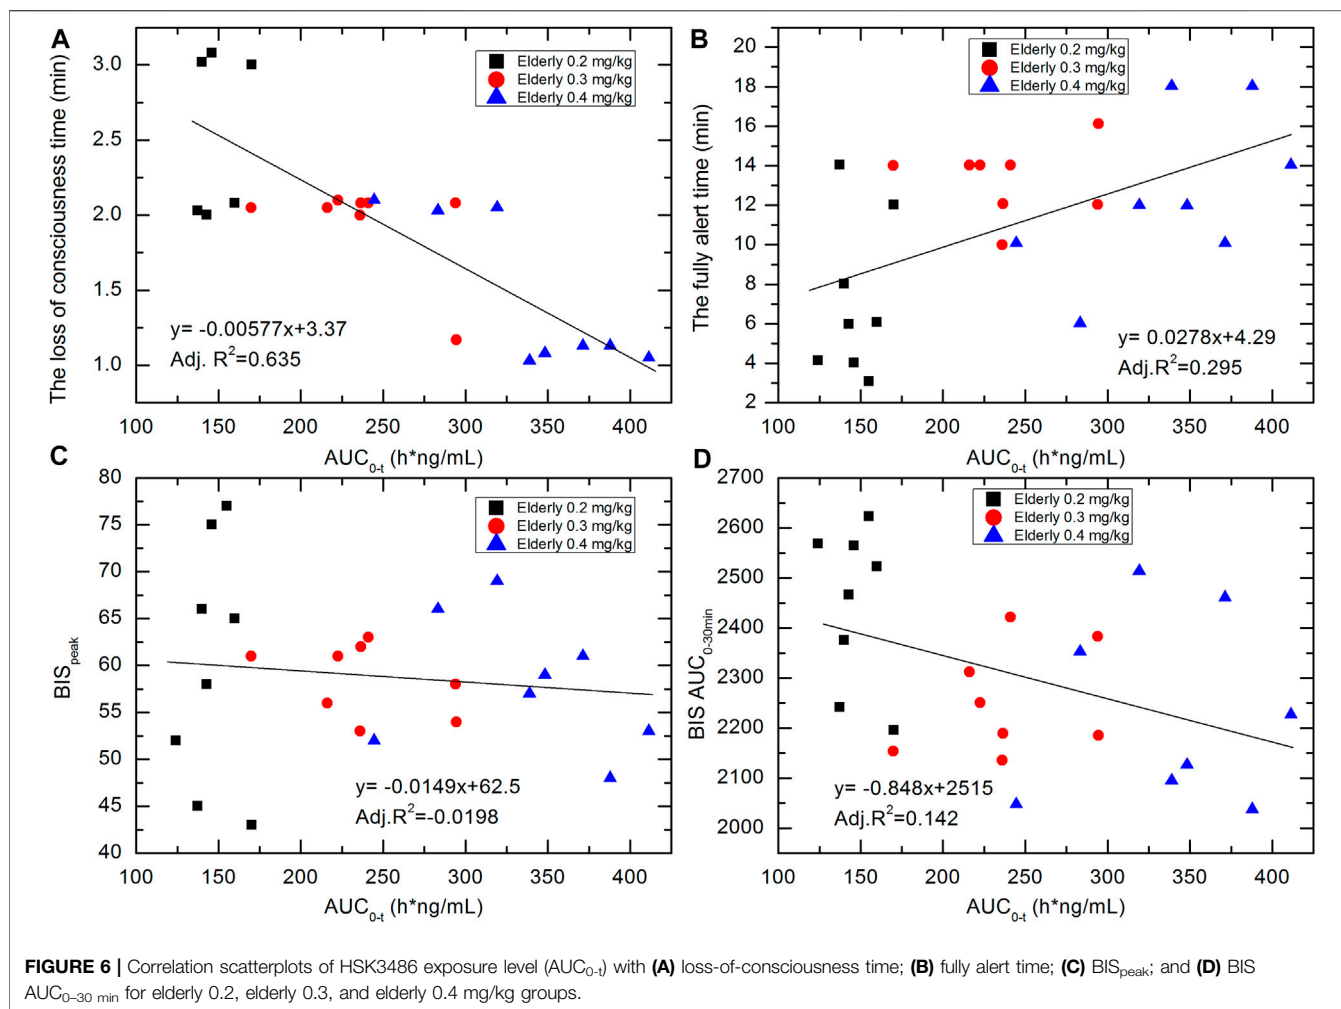 A
The loss of consciousness time (min)
3.0
2.5
2.0
1.5
1.0
Elderly 0.2 mg/kg
Elderly 0.3 mg/kg
Elderly 0.4 mg/kg
y= -0.00577x+3.37
Adj. R²=0.635
100 150 200 250 300 350 400
AUC₀₋ₜ (h*ng/mL)
B
The fully alert time (min)
20
18
16
14
12
10
8
6
4
2
Elderly 0.2 mg/kg
Elderly 0.3 mg/kg
Elderly 0.4 mg/kg
y= 0.0278x+4.29
Adj.R²=0.295
100 150 200 250 300 350 400
AUC₀₋ₜ (h*ng/mL)
C
BISpeak
80
75
70
65
60
55
50
45
40
Elderly 0.2 mg/kg
Elderly 0.3 mg/kg
Elderly 0.4 mg/kg
y= -0.0149x+62.5
Adj.R²=-0.0198
100 150 200 250 300 350 400
AUC₀₋ₜ (h*ng/mL)
D
BIS AUC0-30min
2700
2600
2500
2400
2300
2200
2100
2000
Elderly 0.2 mg/kg
Elderly 0.3 mg/kg
Elderly 0.4 mg/kg
y= -0.848x+2515
Adj.R²=0.142
100 150 200 250 300 350 400
AUC₀₋ₜ (h*ng/mL)
FIGURE 6 | Correlation scatterplots of HSK3486 exposure level (AUC₀₋ₜ) with (A) loss-of-consciousness time; (B) fully alert time; (C) BISpeak; and (D) BIS
AUC0–30 min for elderly 0.2, elderly 0.3, and elderly 0.4 mg/kg groups.